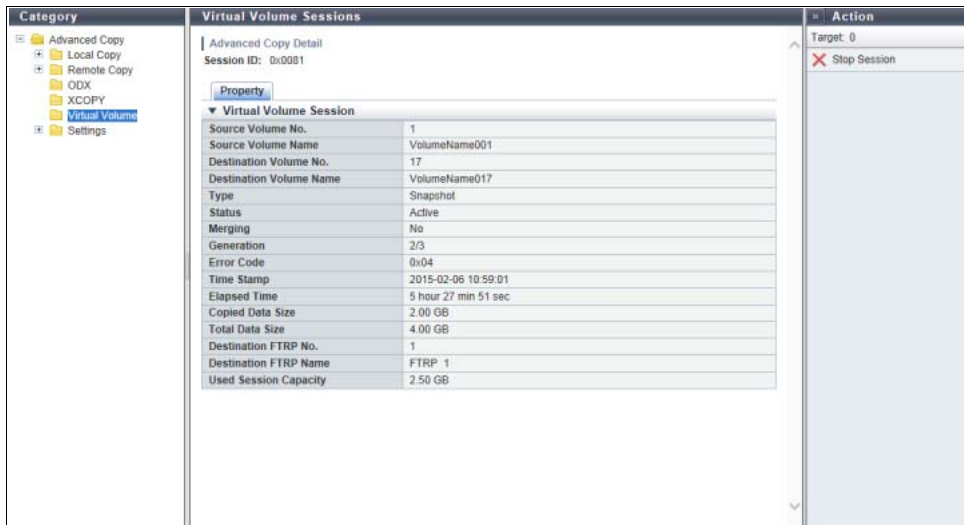 Category
Advanced Copy
Local Copy
Remote Copy
ODX
XCOPY
Virtual Volume
Settings
Virtual Volume Sessions
Advanced Copy Detail
Session ID: 0x0081
Property
Virtual Volume Session
Source Volume No. 1
Source Volume Name VolumeName001
Destination Volume No. 17
Destination Volume Name VolumeName017
Type Snapshot
Status Active
Merging No
Generation 2/3
Error Code 0x04
Time Stamp 2015-02-06 10:59:01
Elapsed Time 5 hour 27 min 51 sec
Copied Data Size 2.00 GB
Total Data Size 4.00 GB
Destination FTRP No. 1
Destination FTRP Name FTRP 1
Used Session Capacity 2.50 GB
» Action
Target: 0
Stop Session